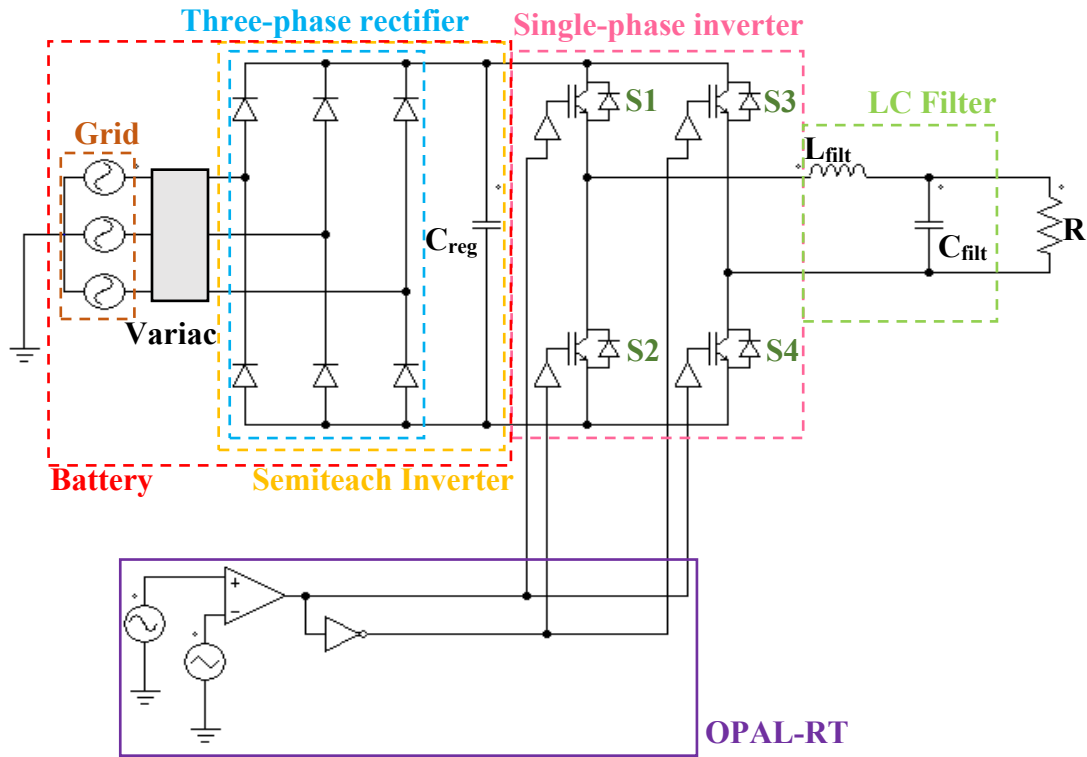 Three-phase rectifier
Single-phase inverter
S1
S3
LC Filter
Grid
Lfilt
Creg
Cfilt
R
Variac
S2
S4
Battery
Semiteach Inverter
+
−
OPAL-RT